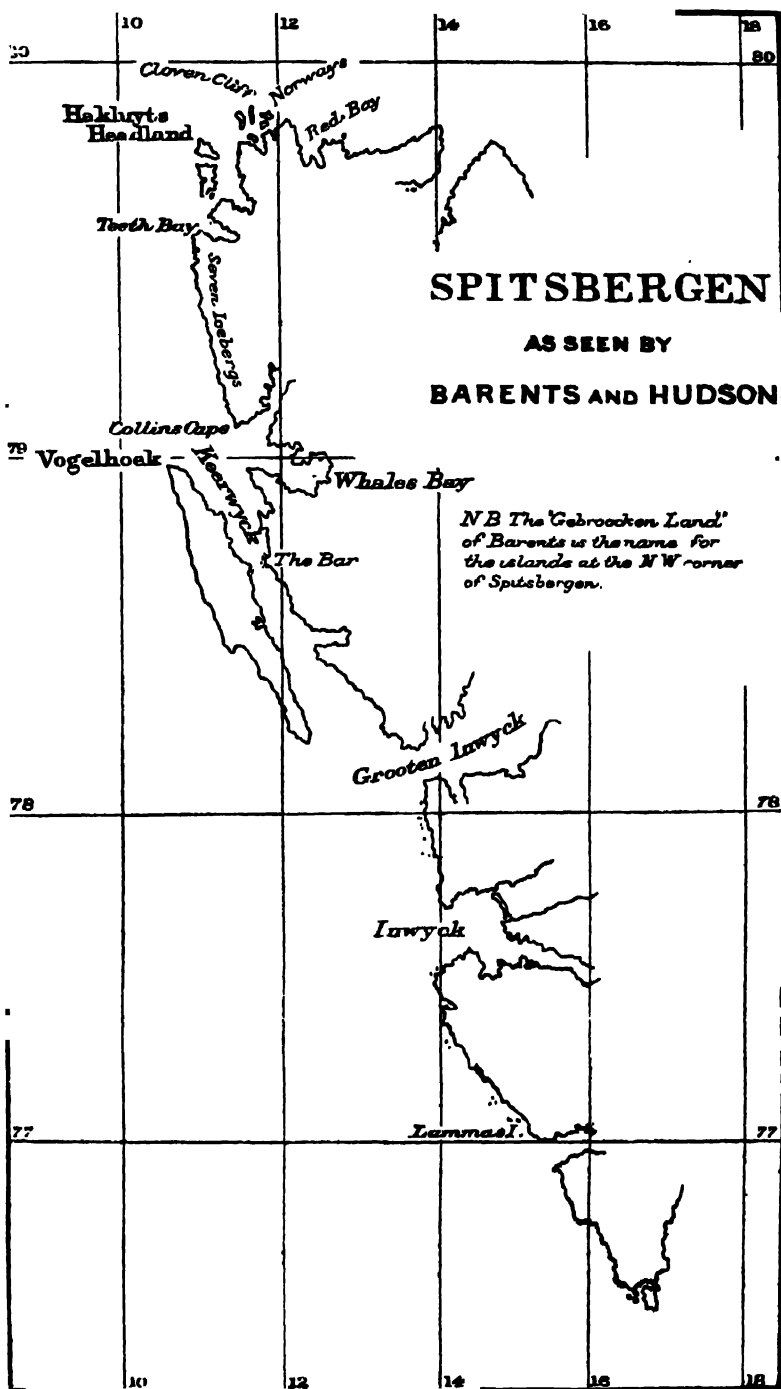 10 12 14 16 18
80 80
Cloven Cliff
Norways
Hakluyts
Headland
Red Bay
Teeth Bay
Seven Icebergs
SPITSBERGEN
AS SEEN BY
BARENTS AND HUDSON
Collins Cape
79
Vogelhoek
Keerwyck
Whales Bay
The Bar
N B The "Gebroocken Land"
of Barents is the name for
the islands at the N W corner
of Spitsbergen.
Grooten Inwyck
78 78
Inwyck
Lammas I.
77 77
10 12 14 16 18